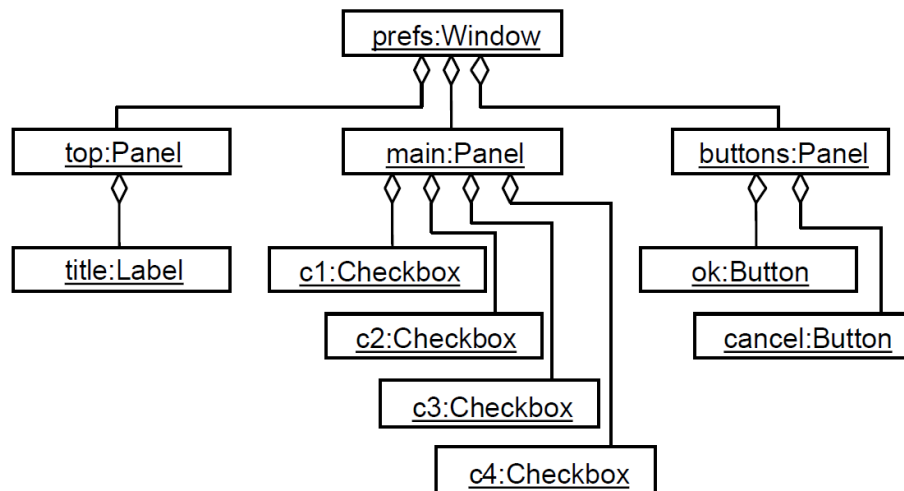 prefs:Window
top:Panel
main:Panel
buttons:Panel
title:Label
c1:Checkbox
ok:Button
c2:Checkbox
cancel:Button
c3:Checkbox
c4:Checkbox